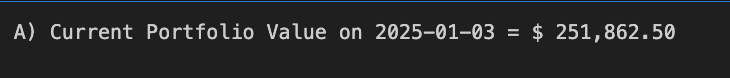 A) Current Portfolio Value on 2025-01-03 = $ 251,862.50